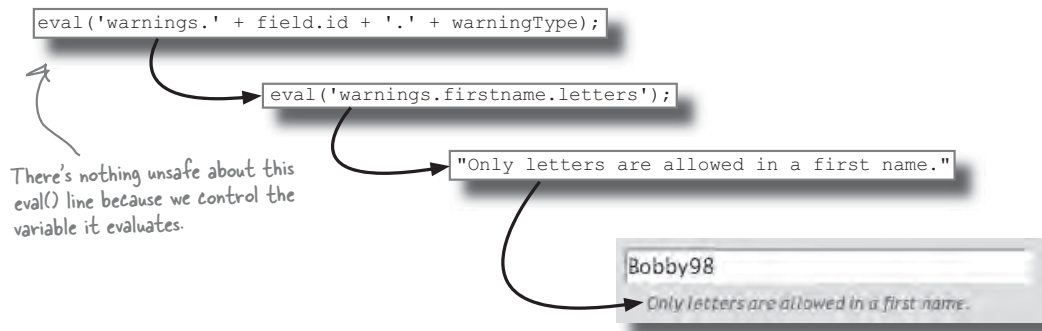 eval('warnings.' + field.id + '.' + warningType);
eval('warnings.firstname.letters');
"Only letters are allowed in a first name."
There's nothing unsafe about this
eval() line because we control the
variable it evaluates.
Bobby98
Only letters are allowed in a first name.